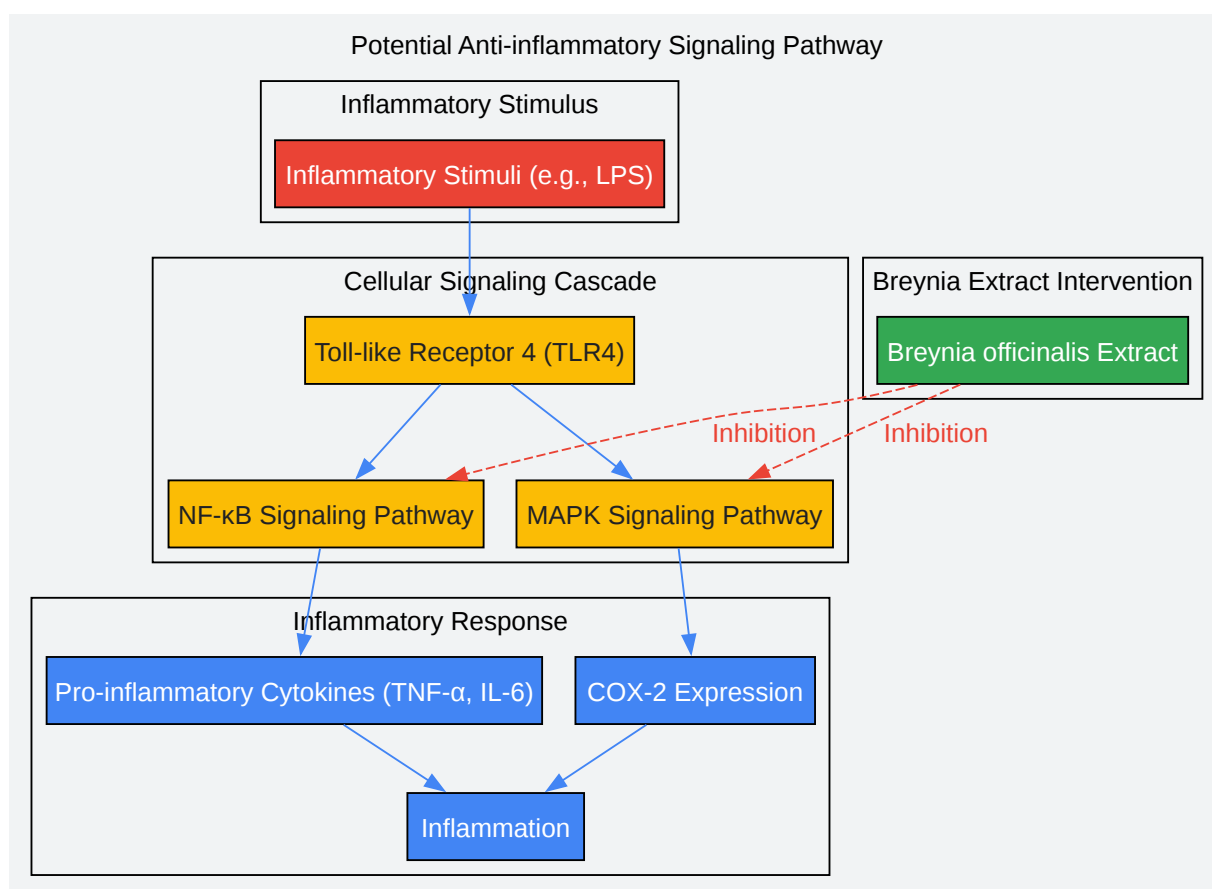 Potential Anti-inflammatory Signaling Pathway
Inflammatory Stimulus
Inflammatory Stimuli (e.g., LPS)
Cellular Signaling Cascade
Breynia Extract Intervention
Toll-like Receptor 4 (TLR4)
Breynia officinalis Extract
Inhibition
Inhibition
NF-κB Signaling Pathway
MAPK Signaling Pathway
Inflammatory Response
Pro-inflammatory Cytokines (TNF-α, IL-6)
COX-2 Expression
Inflammation